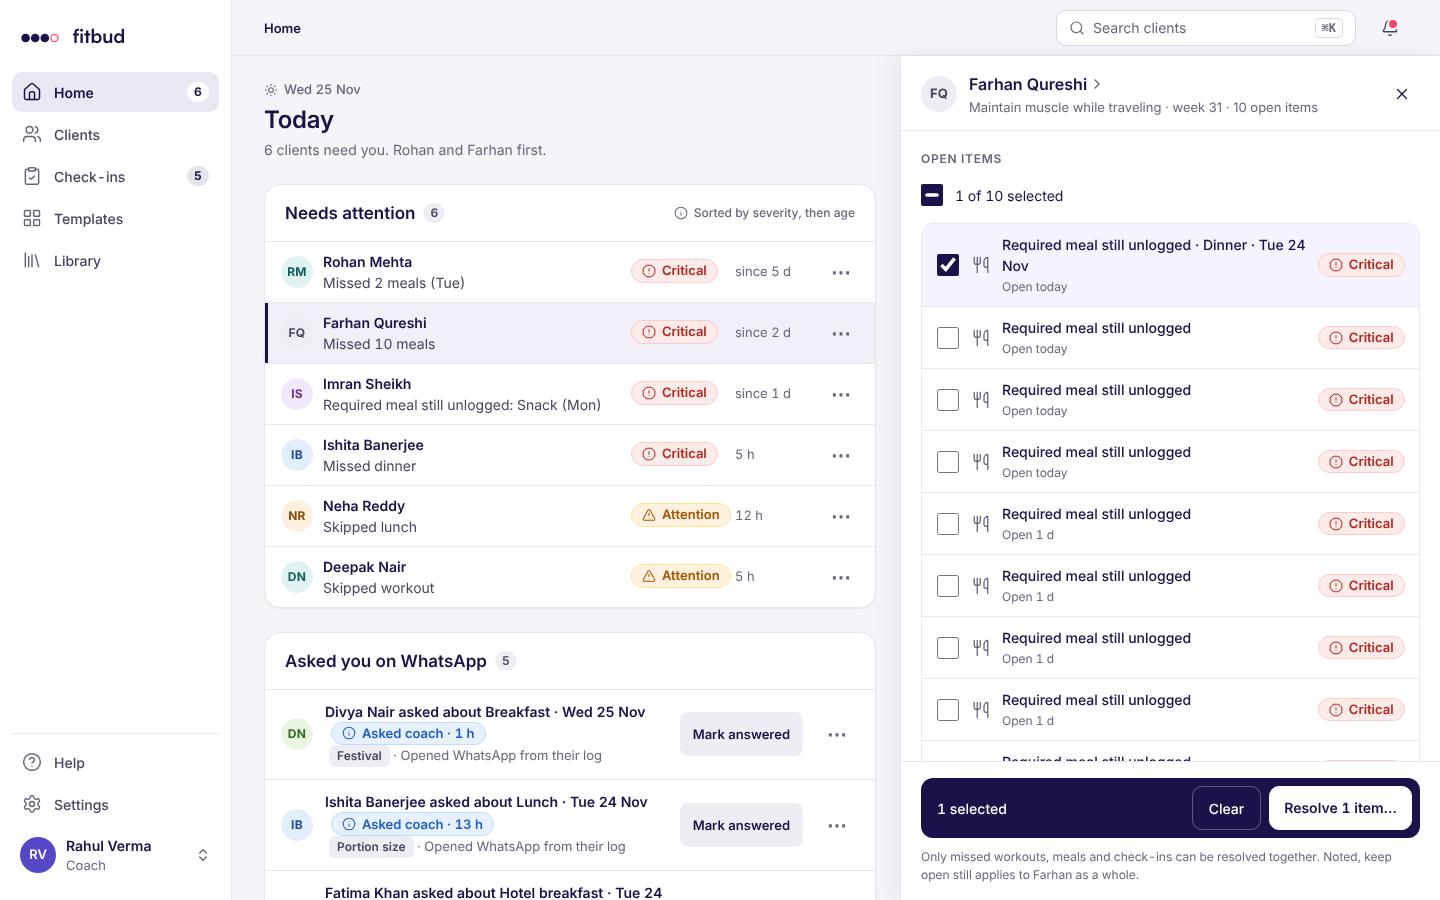 fitbud
Home 6
Clients
Check-ins 5
Templates
Library
Help
Settings
RV
Rahul Verma
Coach
Home
Search clients ⌘K
Wed 25 Nov
Today
6 clients need you. Rohan and Farhan first.
Needs attention 6
Sorted by severity, then age
RM
Rohan Mehta
Missed 2 meals (Tue)
Critical since 5 d
FQ
Farhan Qureshi
Missed 10 meals
Critical since 2 d
IS
Imran Sheikh
Required meal still unlogged: Snack (Mon)
Critical since 1 d
IB
Ishita Banerjee
Missed dinner
Critical 5 h
NR
Neha Reddy
Skipped lunch
Attention 12 h
DN
Deepak Nair
Skipped workout
Attention 5 h
Asked you on WhatsApp 5
DN
Divya Nair asked about Breakfast · Wed 25 Nov
Asked coach · 1 h
Festival · Opened WhatsApp from their log
Mark answered
IB
Ishita Banerjee asked about Lunch · Tue 24 Nov
Asked coach · 13 h
Portion size · Opened WhatsApp from their log
Mark answered
Fatima Khan asked about Hotel breakfast · Tue 24
FQ
Farhan Qureshi
Maintain muscle while traveling · week 31 · 10 open items
OPEN ITEMS
1 of 10 selected
Required meal still unlogged · Dinner · Tue 24
Nov
Open today
Critical
Required meal still unlogged
Open today
Critical
Required meal still unlogged
Open today
Critical
Required meal still unlogged
Open today
Critical
Required meal still unlogged
Open 1 d
Critical
Required meal still unlogged
Open 1 d
Critical
Required meal still unlogged
Open 1 d
Critical
Required meal still unlogged
Open 1 d
Critical
Required meal still unlogged
1 selected
Clear
Resolve 1 item...
Only missed workouts, meals and check-ins can be resolved together. Noted, keep
open still applies to Farhan as a whole.